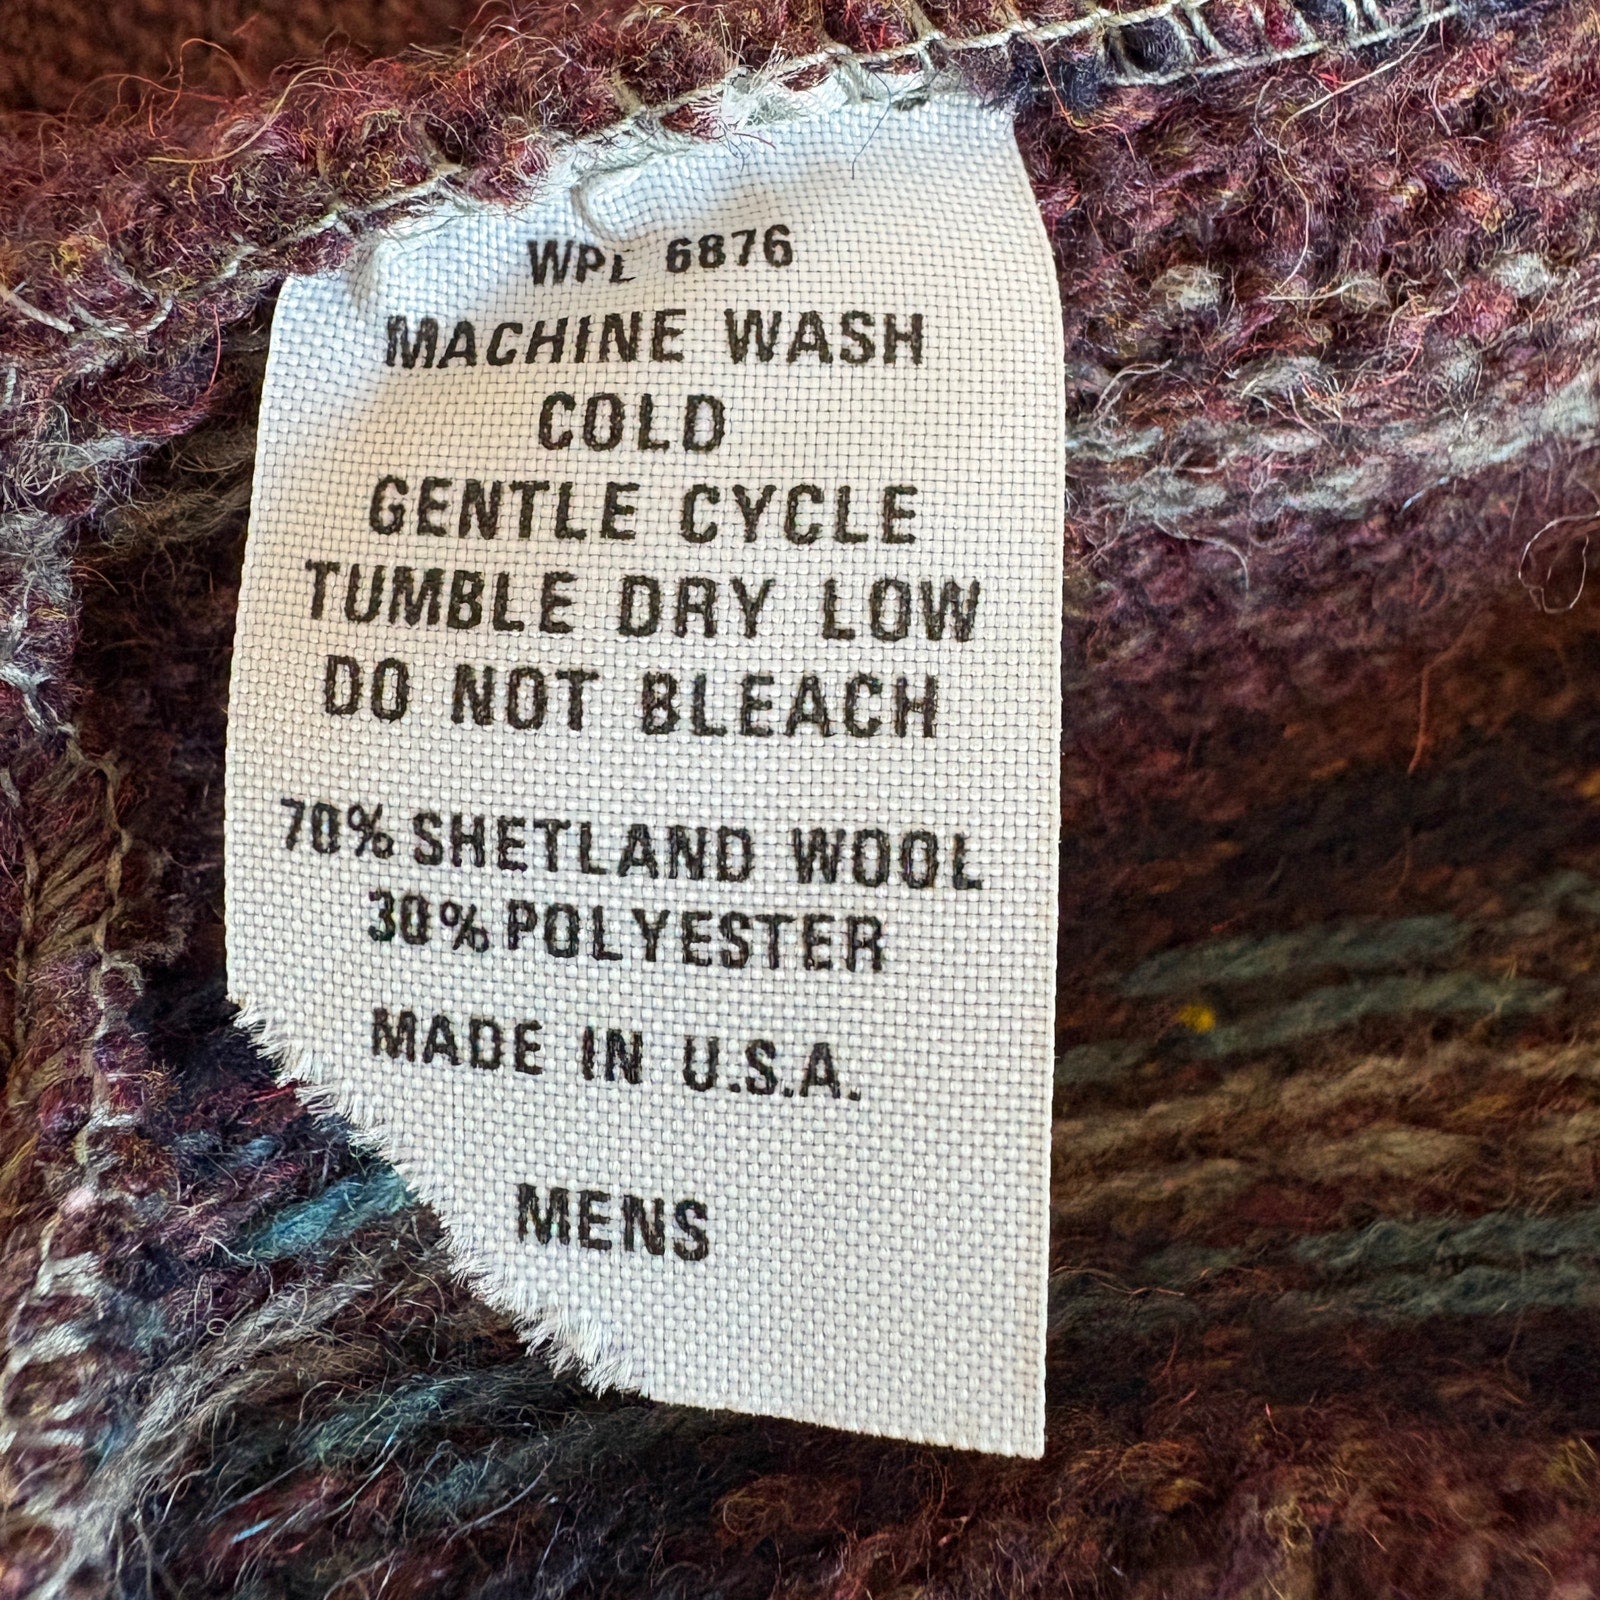 WPL 6876
MACHINE WASH
COLD
GENTLE CYCLE
TUMBLE DRY LOW
DO NOT BLEACH
70% SHETLAND WOOL
30% POLYESTER
MADE IN U.S.A.
MENS